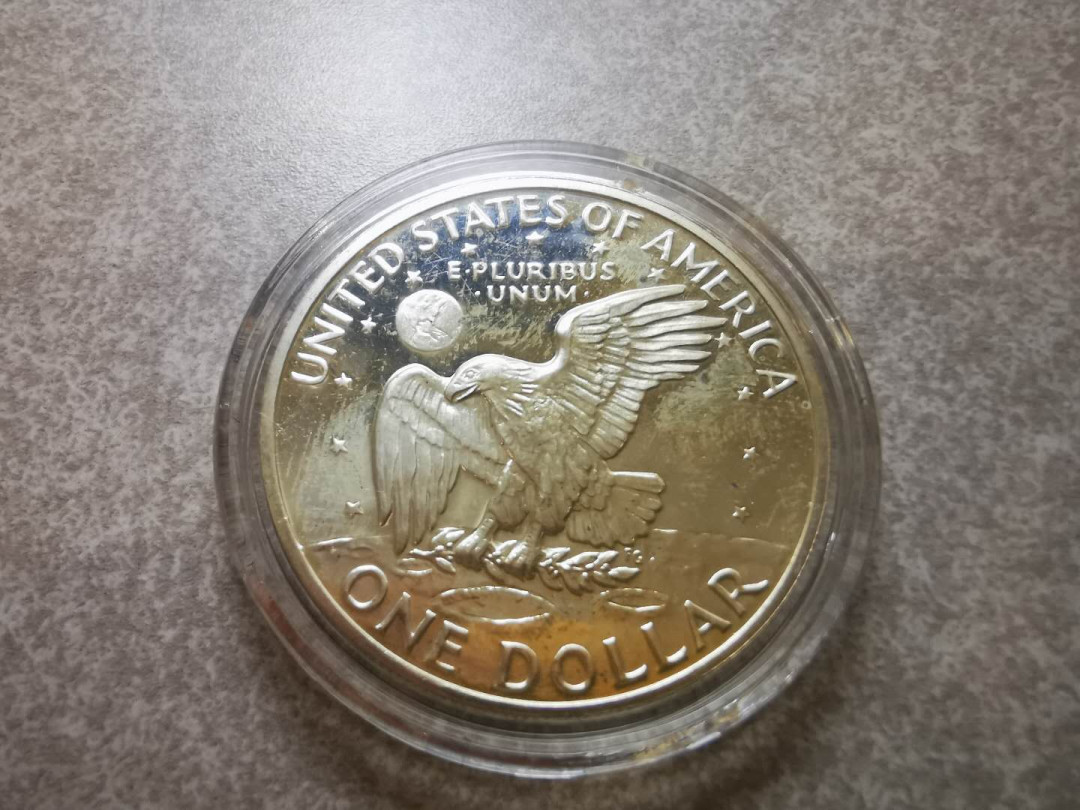 UNITED STATES OF AMERICA
E·PLURIBUS
·UNUM·
ONE DOLLAR